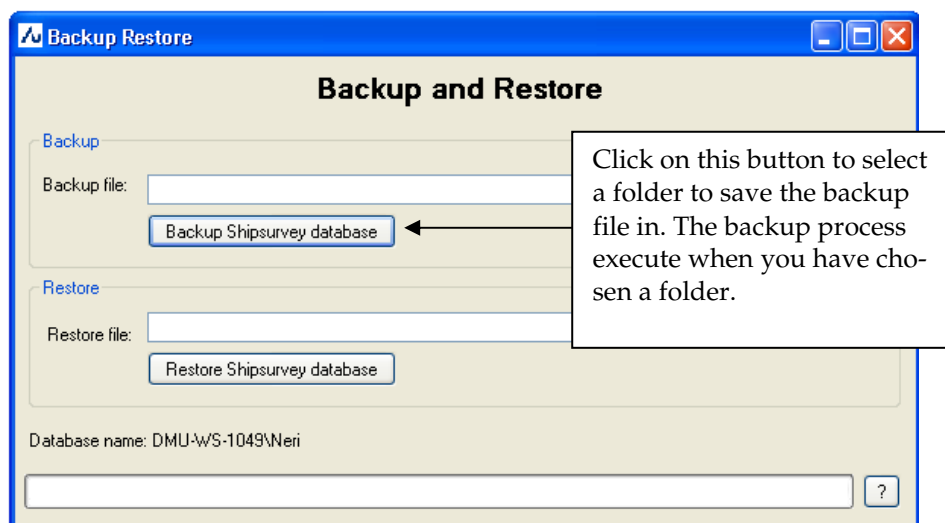 Backup Restore
Backup and Restore
Backup
Backup file:
Backup Shipsurvey database
Click on this button to select
a folder to save the backup
file in. The backup process
execute when you have cho-
sen a folder.
Restore
Restore file:
Restore Shipsurvey database
Database name: DMU-WS-1049\Neri
?